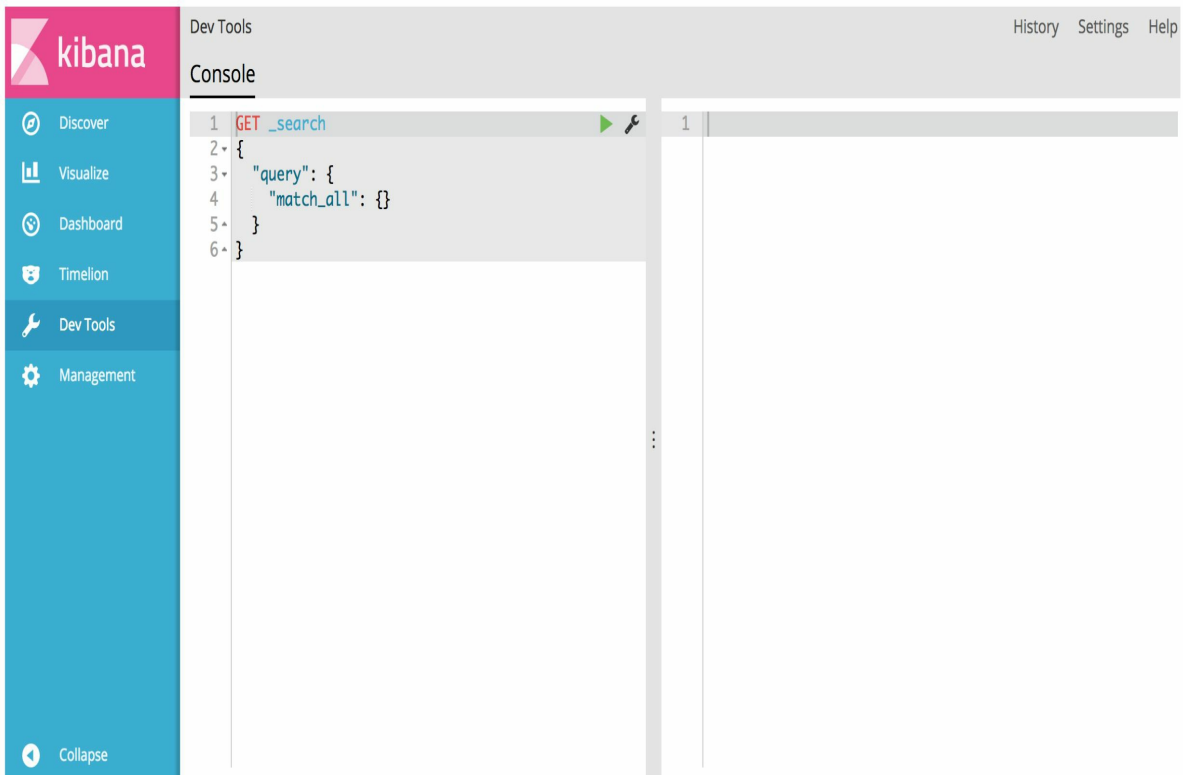 kibana
Discover
Visualize
Dashboard
Timelion
Dev Tools
Management
Collapse
Dev Tools
History Settings Help
Console
1 GET _search
2 {
3 "query": {
4 "match_all": {}
5 }
6 }
1